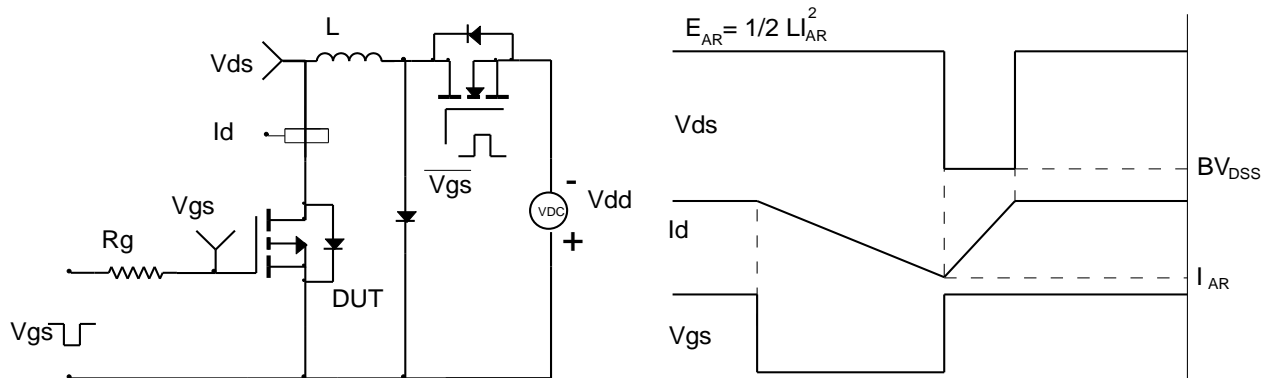 L
Vds
Id
Vgs
Vgs
Rg
DUT
Vgs
VDC
-
+
Vdd
E_AR = 1/2 LI_AR^2
Vds
BV_DSS
Id
I_AR
Vgs